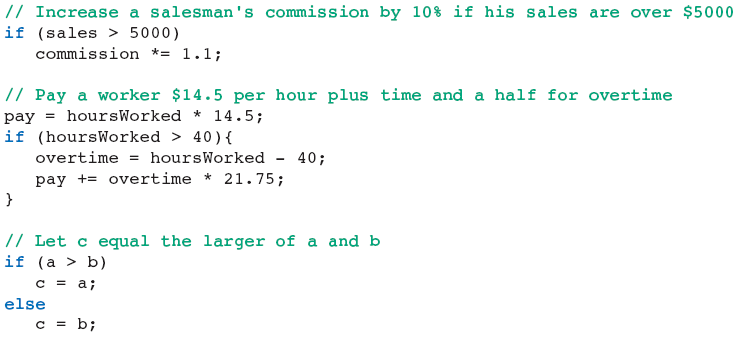 // Increase a salesman's commission by 10% if his sales are over $5000
if (sales > 5000)
   commission *= 1.1;

// Pay a worker $14.5 per hour plus time and a half for overtime
pay = hoursWorked * 14.5;
if (hoursWorked > 40){
   overtime = hoursWorked - 40;
   pay += overtime * 21.75;
}

// Let c equal the larger of a and b
if (a > b)
   c = a;
else
   c = b;